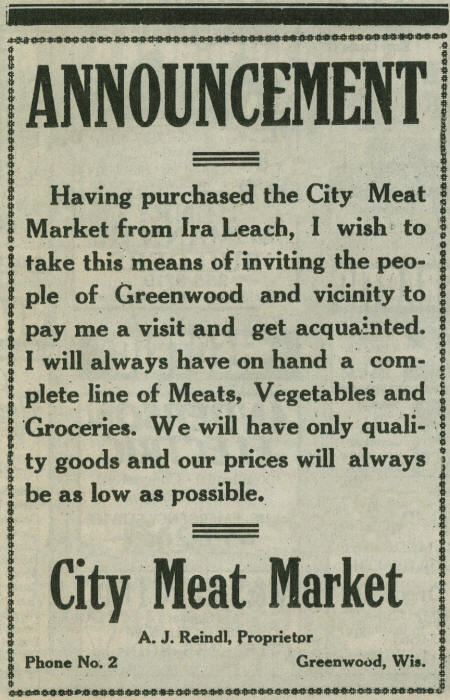 ANNOUNCEMENT
Having purchased the City Meat
Market from Ira Leach, I wish to
take this means of inviting the peo-
ple of Greenwood and vicinity to
pay me a visit and get acquainted.
I will always have on hand a com-
plete line of Meats, Vegetables and
Groceries. We will have only quali-
ty goods and our prices will always
be as low as possible.
City Meat Market
A. J. Reindl, Proprietor
Phone No. 2 Greenwood, Wis.